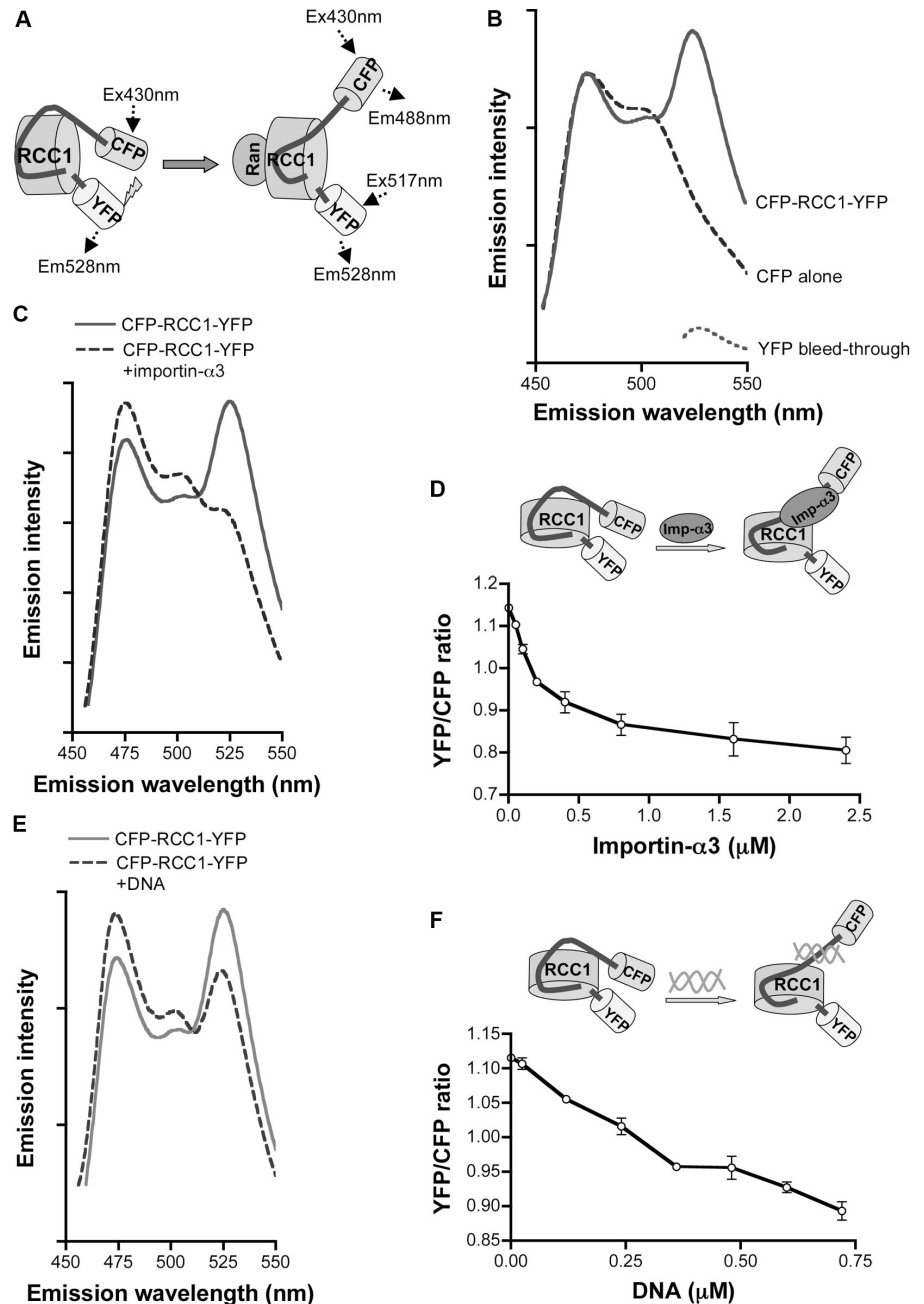 A
Ex430nm
RCC1
CFP
YFP
Em528nm
Ex430nm
CFP
Em488nm
Ran
RCC1
Ex517nm
YFP
Em528nm
B
Emission intensity
CFP-RCC1-YFP
CFP alone
YFP bleed-through
450
500
550
Emission wavelength (nm)
C
CFP-RCC1-YFP
CFP-RCC1-YFP
+importin-α3
Emission intensity
450
475
500
525
550
Emission wavelength (nm)
D
RCC1
CFP
YFP
Imp-α3
CFP
Imp-α3
RCC1
YFP
YFP/CFP ratio
1.2
1.1
1.0
0.9
0.8
0.7
0.0
0.5
1.0
1.5
2.0
2.5
Importin-α3 (μM)
E
CFP-RCC1-YFP
CFP-RCC1-YFP
+DNA
Emission intensity
450
475
500
525
550
Emission wavelength (nm)
F
RCC1
CFP
YFP
CFP
RCC1
YFP
YFP/CFP ratio
1.15
1.10
1.05
1.00
0.95
0.90
0.85
0.00
0.25
0.50
0.75
DNA (μM)